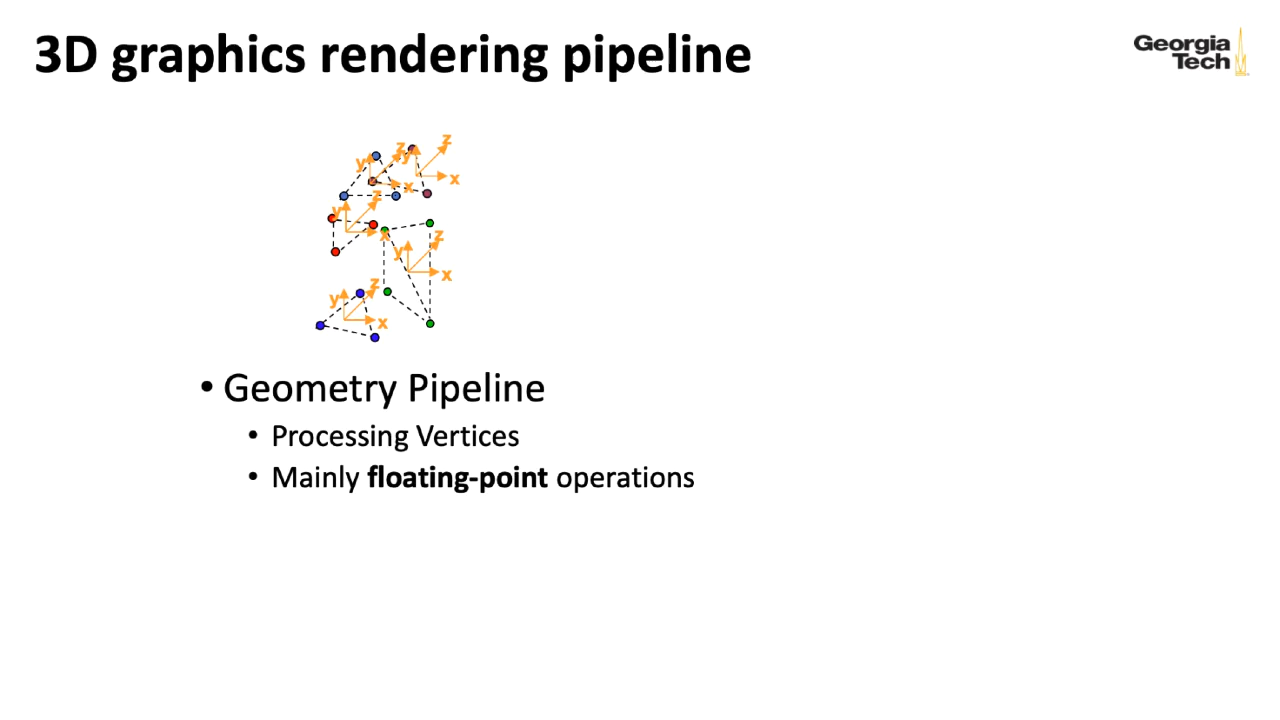 3D graphics rendering pipeline
Georgia
Tech
z
z
y
y
x
x
z
y
x
z
y
x
z
y
x
• Geometry Pipeline
• Processing Vertices
• Mainly floating-point operations